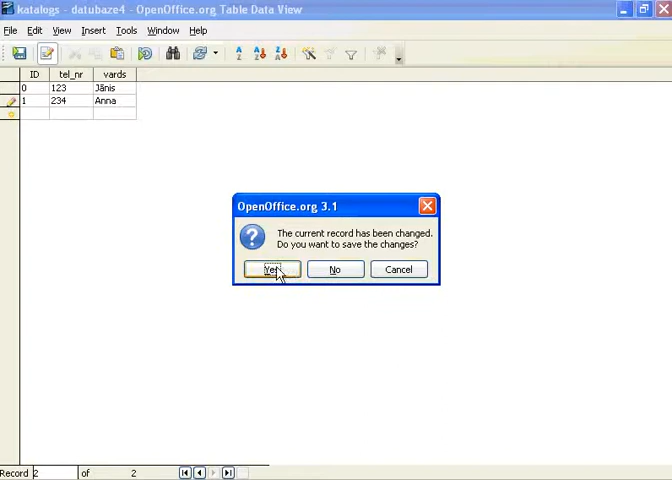 katalogs - datubaze4 - OpenOffice.org Table Data View
File Edit View Insert Tools Window Help
ID tel_nr vards
0 123 Jānis
1 234 Anna
OpenOffice.org 3.1
The current record has been changed.
Do you want to save the changes?
Yes No Cancel
Record 2 of 2